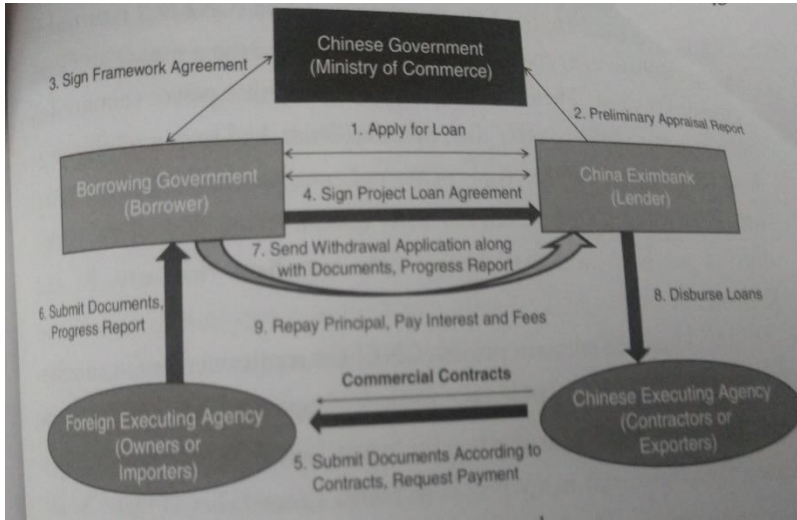 Chinese Government
(Ministry of Commerce)
3. Sign Framework Agreement
2. Preliminary Appraisal Report
1. Apply for Loan
Borrowing Government
(Borrower)
China Eximbank
(Lender)
4. Sign Project Loan Agreement
7. Send Withdrawal Application along
with Documents, Progress Report
6. Submit Documents,
Progress Report
8. Disburse Loans
9. Repay Principal, Pay Interest and Fees
Commercial Contracts
Foreign Executing Agency
(Owners or
Importers)
Chinese Executing Agency
(Contractors or
Exporters)
5. Submit Documents According to
Contracts, Request Payment